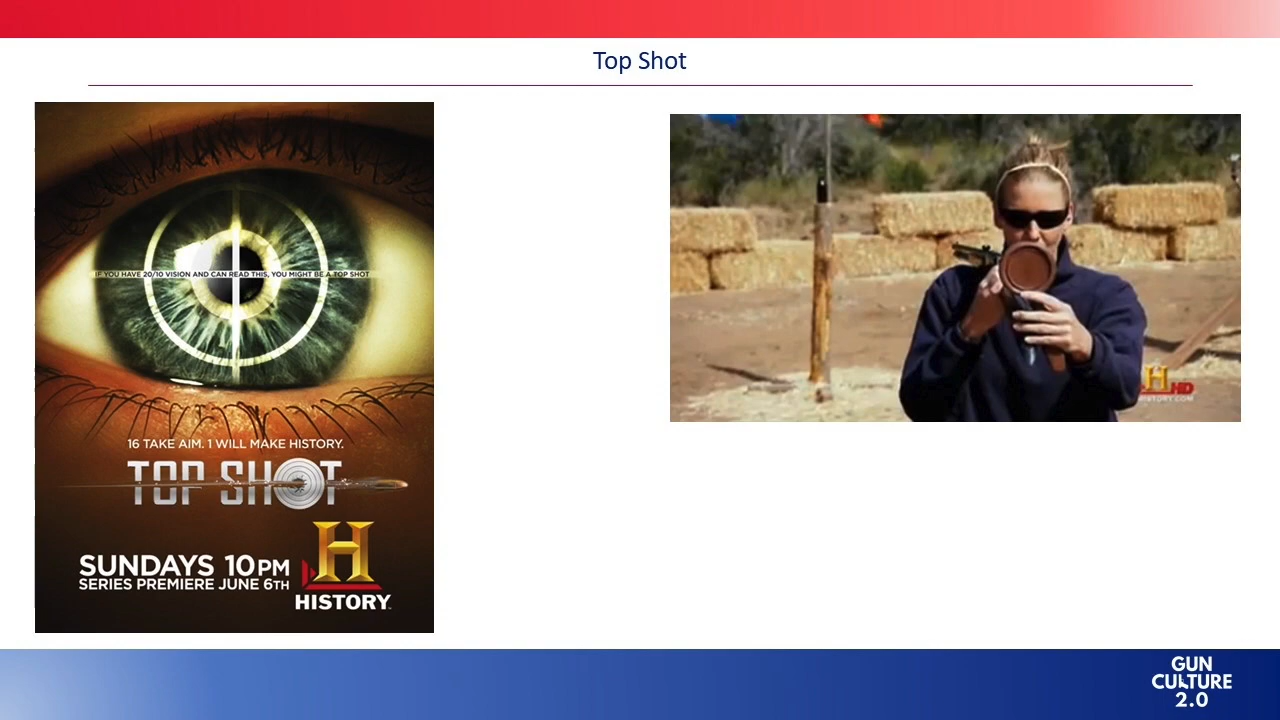 Top Shot
IF YOU HAVE 20/10 VISION AND CAN READ THIS, YOU MIGHT BE A TOP SHOT
16 TAKE AIM. 1 WILL MAKE HISTORY.
TOP SHOT
SUNDAYS 10PM
SERIES PREMIERE JUNE 6TH
H
HISTORY
H HD
HISTORY.COM
GUN
CULTURE
2.0